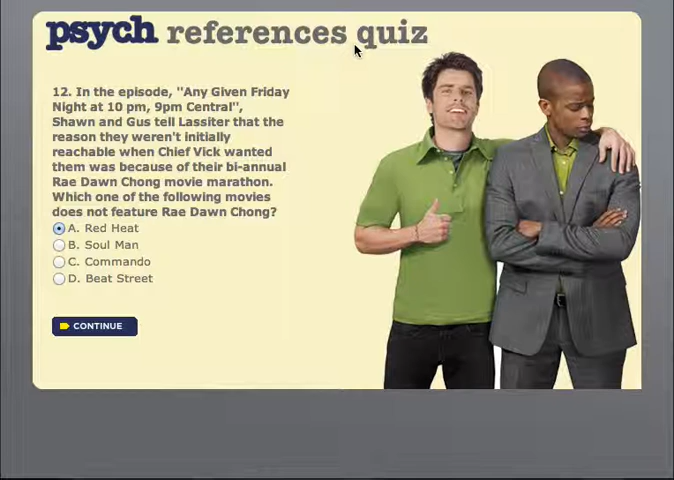 psych references quiz
12. In the episode, "Any Given Friday
Night at 10 pm, 9pm Central",
Shawn and Gus tell Lassiter that the
reason they weren't initially
reachable when Chief Vick wanted
them was because of their bi-annual
Rae Dawn Chong movie marathon.
Which one of the following movies
does not feature Rae Dawn Chong?
A. Red Heat
B. Soul Man
C. Commando
D. Beat Street
CONTINUE